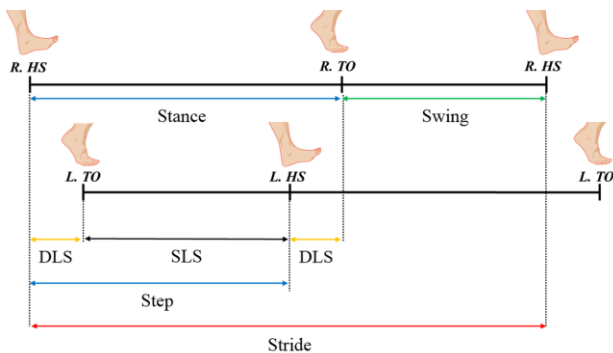 R. HS R. TO R. HS
Stance Swing
L. TO L. HS L. TO
DLS SLS DLS
Step
Stride